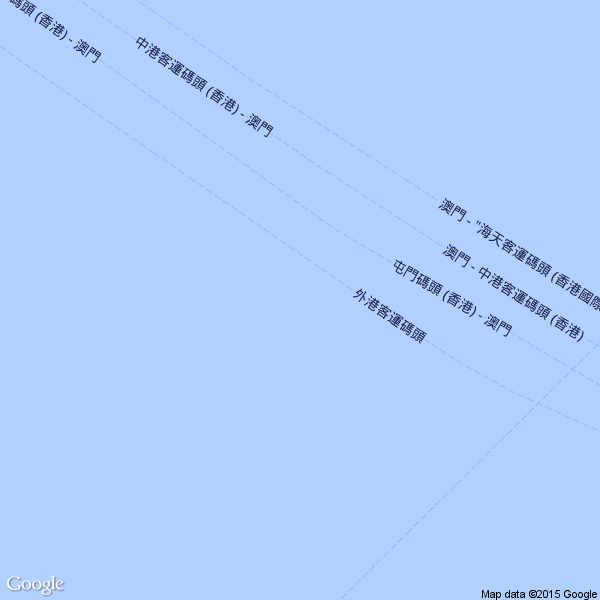 碼頭 (香港) - 澳門
中港客運碼頭 (香港) - 澳門
澳門 - "海天客運碼頭 (香港國際
澳門 - 中港客運碼頭 (香港)
屯門碼頭 (香港) - 澳門
外港客運碼頭
Google
Map data ©2015 Google